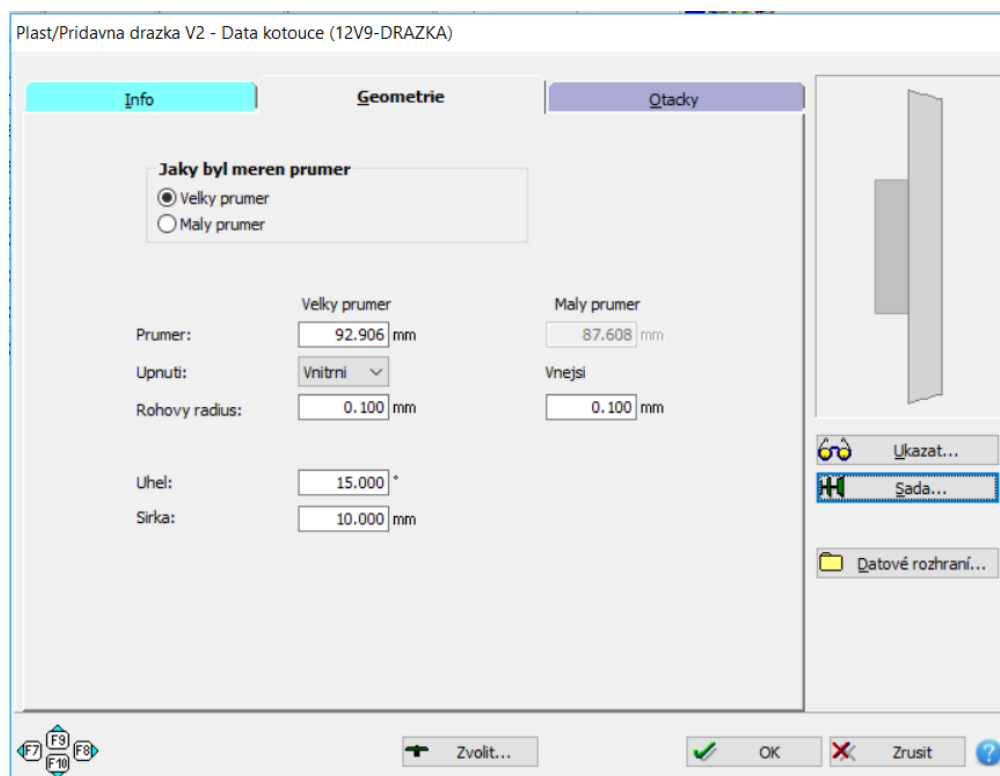 Plast/Pridavna drazka V2 - Data kotouce (12V9-DRAZKA)
Info
Geometrie
Otacky
Jaky byl meren prumer
Velky prumer
Maly prumer
Velky prumer Maly prumer
Prumer: 92.906 mm 87.608 mm
Upnuti: Vnitrni Vnejsi
Rohovy radius: 0.100 mm 0.100 mm
Uhel: 15.000 °
Sirka: 10.000 mm
Ukazat...
Sada...
Datové rozhraní...
F7 F9 F8 F10
Zvolit...
OK
Zrusit
?